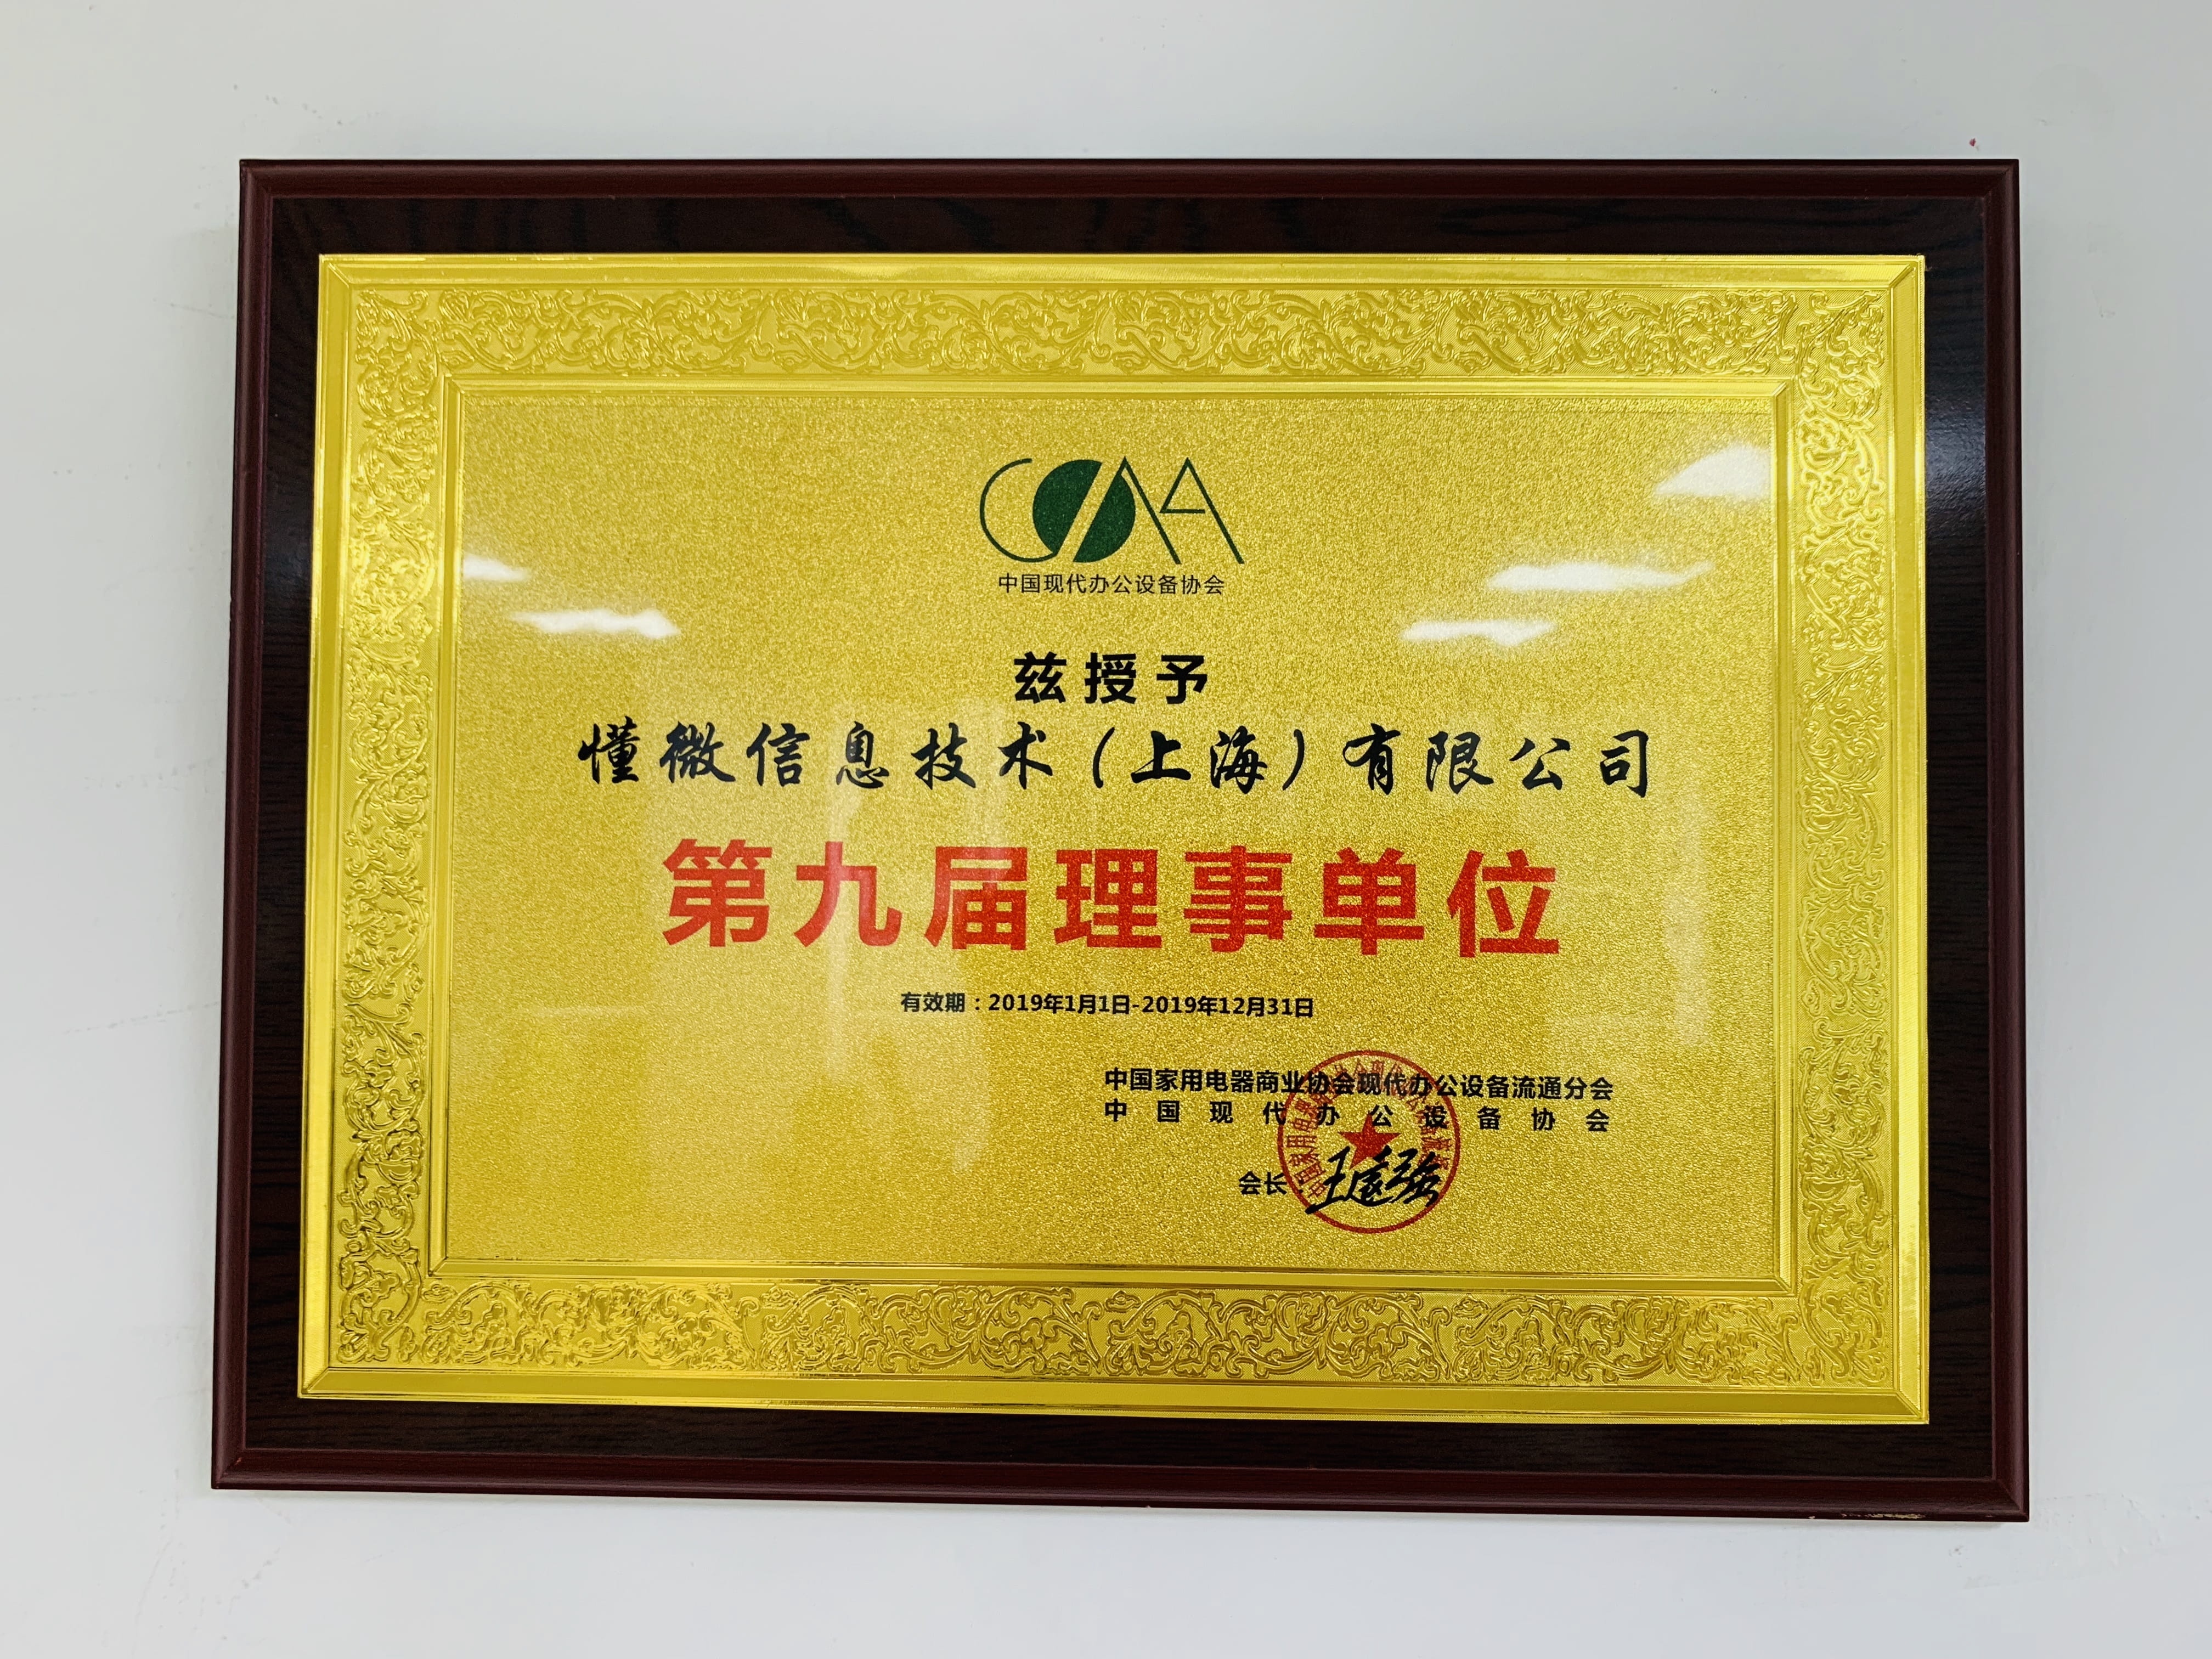 COAA
中国现代办公设备协会
兹授予
懂微信息技术（上海）有限公司
第九届理事单位
有效期：2019年1月1日-2019年12月31日
中国家用电器商业协会现代办公设备流通分会
中国现代办公设备协会
会长